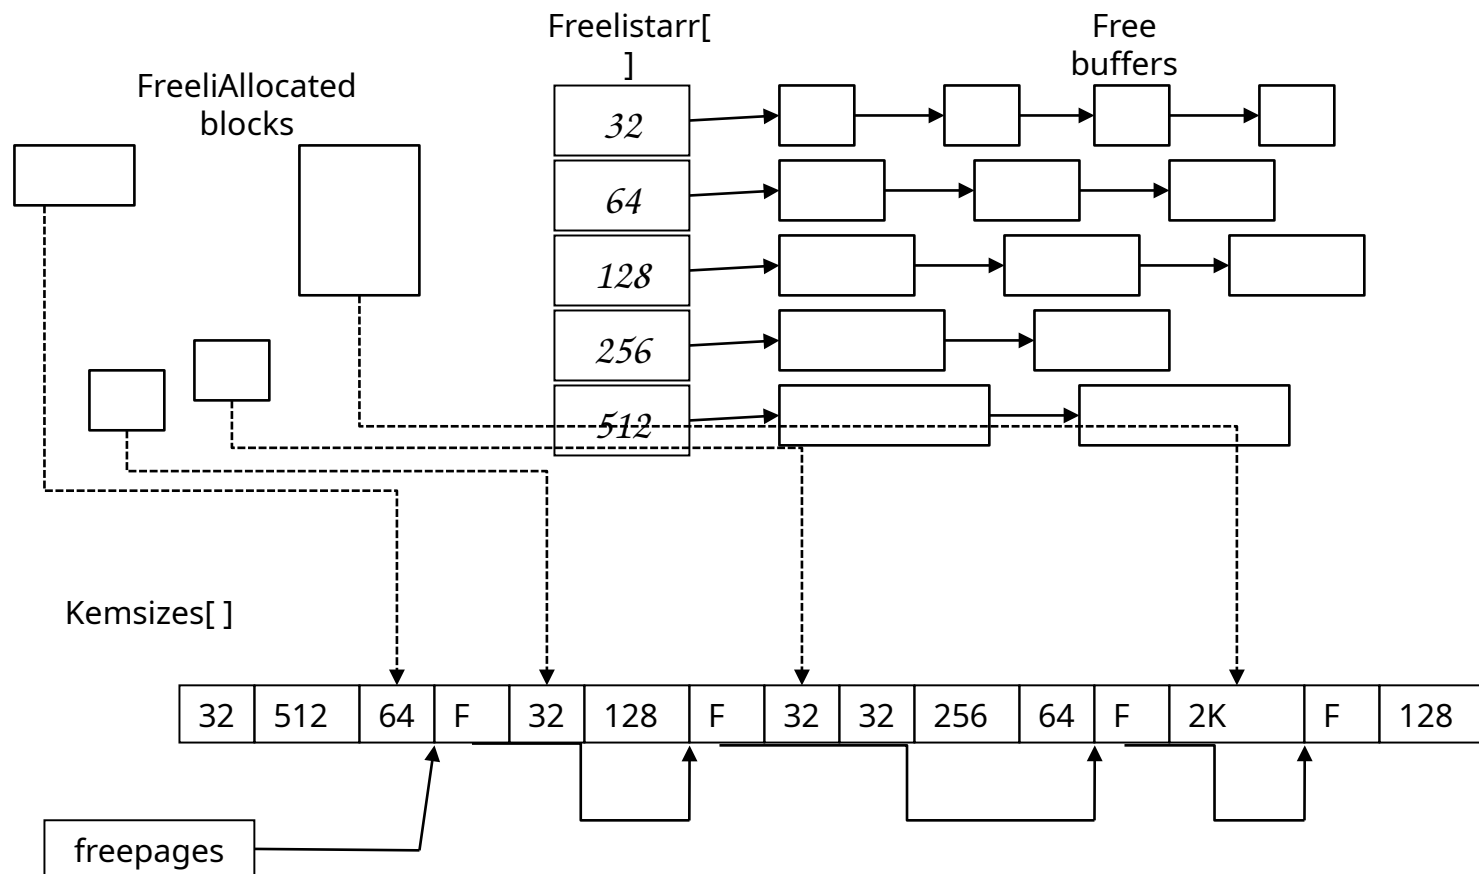 Freelistarr[
]
Free
buffers
FreeliAllocated
blocks
32
64
128
256
512
Kemsizes[ ]
32 512 64 F 32 128 F 32 32 256 64 F 2K F 128
freepages